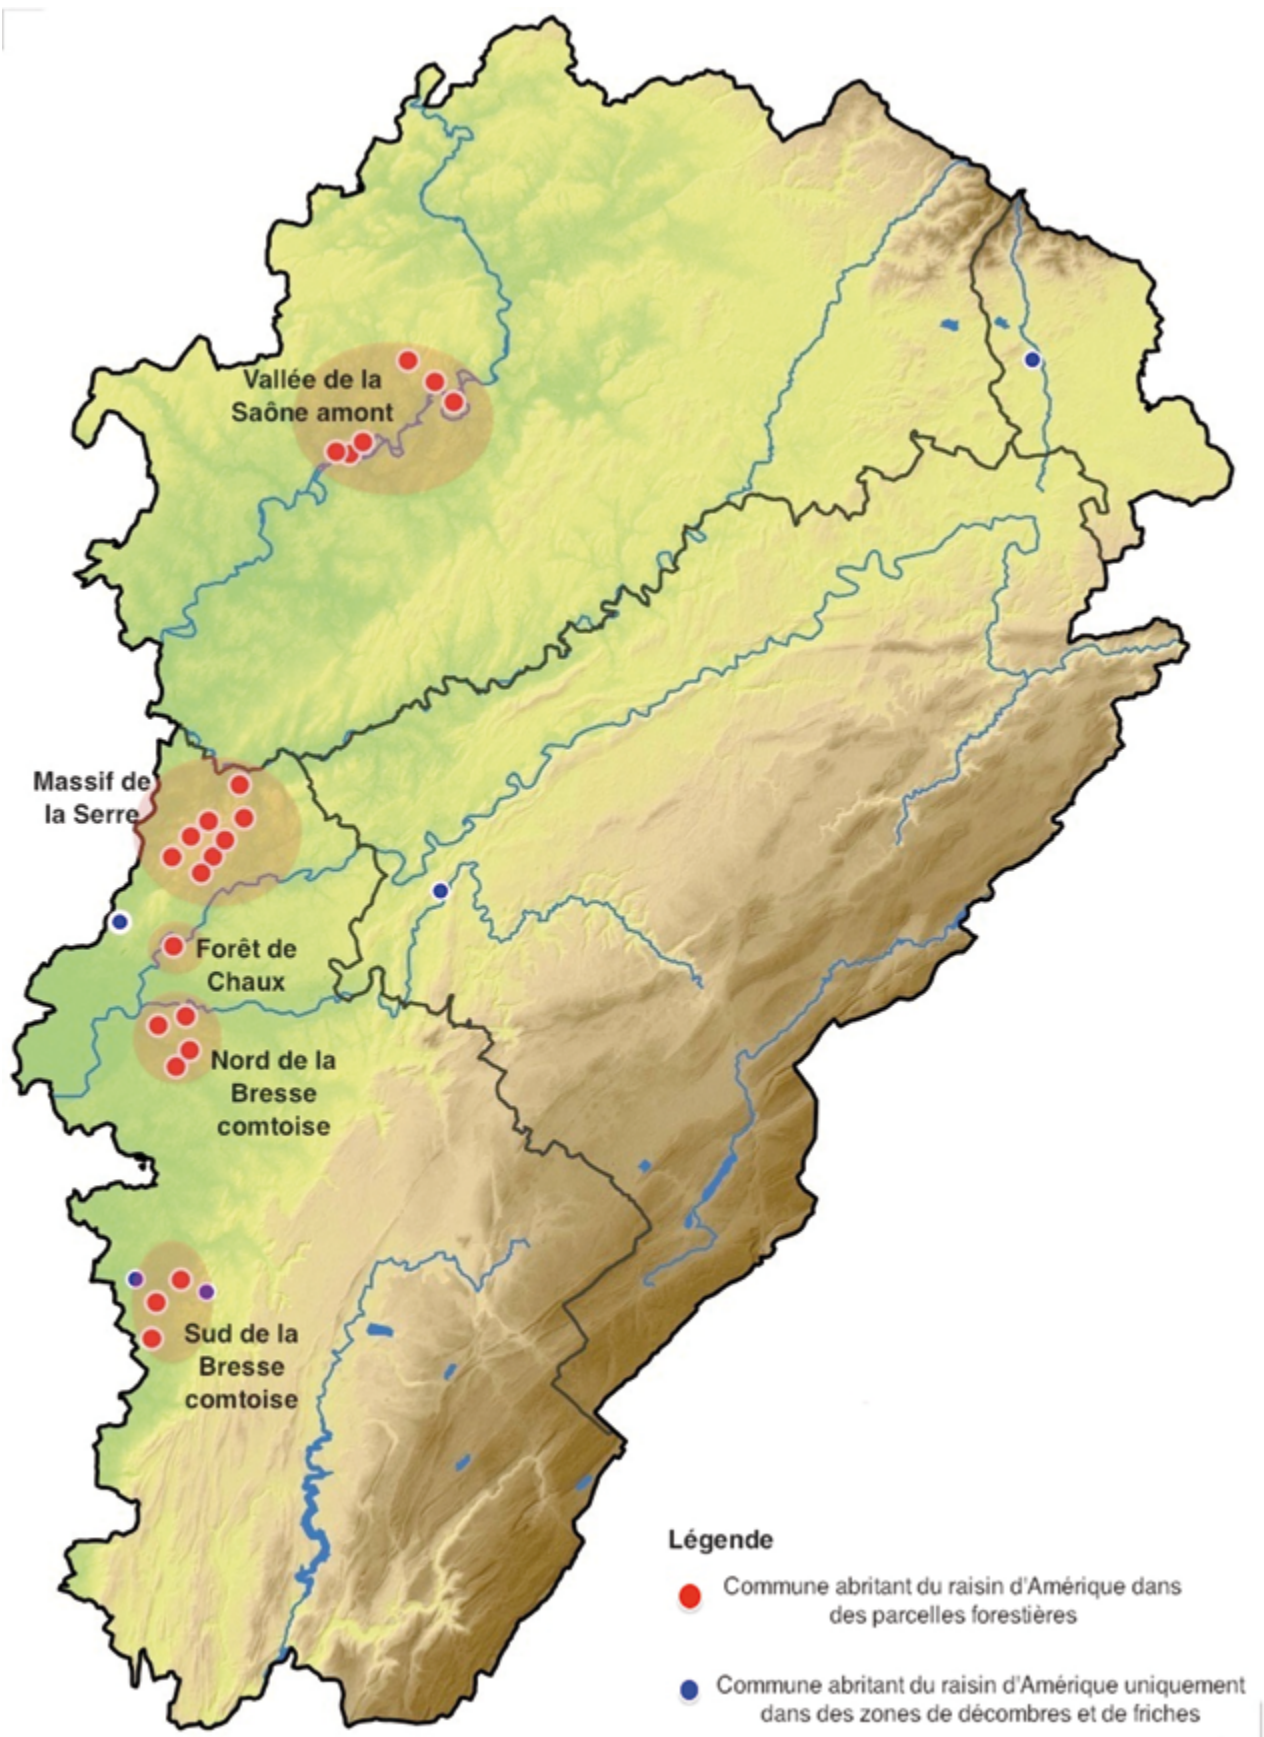 Vallée de la
Saône amont
Massif de
la Serre
Forêt de
Chaux
Nord de la
Bresse
comtoise
Sud de la
Bresse
comtoise
Légende
Commune abritant du raisin d'Amérique dans
des parcelles forestières
Commune abritant du raisin d'Amérique uniquement
dans des zones de décombres et de friches